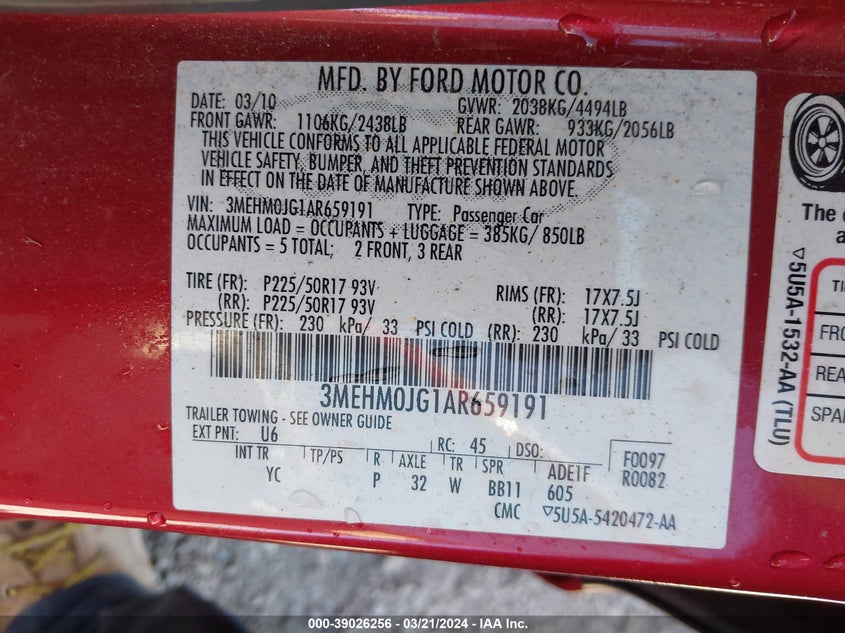 MFD. BY FORD MOTOR CO.
DATE: 03/10 GVWR: 2038KG/4494LB
FRONT GAWR: 1106KG/2438LB REAR GAWR: 933KG/2056LB
THIS VEHICLE CONFORMS TO ALL APPLICABLE FEDERAL MOTOR
VEHICLE SAFETY, BUMPER, AND THEFT PREVENTION STANDARDS
IN EFFECT ON THE DATE OF MANUFACTURE SHOWN ABOVE.
VIN: 3MEHM0JG1AR659191 TYPE: Passenger Car
MAXIMUM LOAD = OCCUPANTS + LUGGAGE = 385KG/ 850LB
OCCUPANTS = 5 TOTAL; 2 FRONT, 3 REAR
TIRE (FR): P225/50R17 93V RIMS (FR): 17X7.5J
(RR): P225/50R17 93V (RR): 17X7.5J
PRESSURE (FR): 230 kPa/ 33 PSI COLD (RR): 230 kPa/ 33 PSI COLD
3MEHM0JG1AR659191
TRAILER TOWING - SEE OWNER GUIDE
EXT PNT: U6 RC: 45 DSO: F0097
INT TR TP/PS R AXLE TR SPR ADE1F R0082
YC P 32 W BB11 605
CMC ▽5U5A-5420472-AA
The
a
▽5U5A-1532-AA (TLU)
TI
FRO
REA
SPA
000-39026256 - 03/21/2024 - IAA Inc.